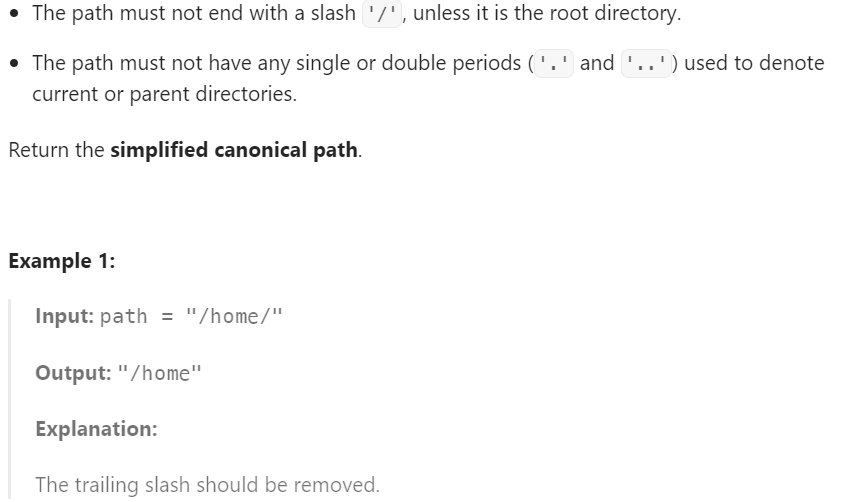 • The path must not end with a slash '/', unless it is the root directory.
• The path must not have any single or double periods ('.' and '..') used to denote
current or parent directories.
Return the simplified canonical path.
Example 1:
Input: path = "/home/"
Output: "/home"
Explanation:
The trailing slash should be removed.